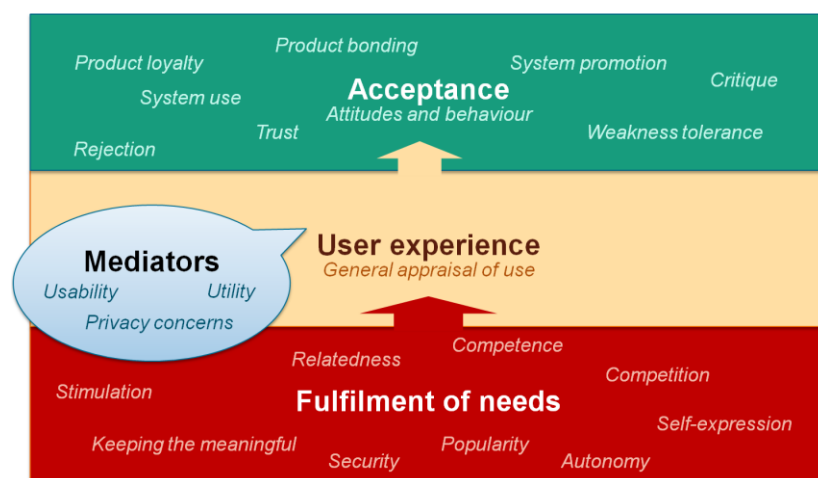 Product bonding
Product loyalty
System promotion
Critique
Acceptance
System use
Attitudes and behaviour
Trust
Weakness tolerance
Rejection
User experience
General appraisal of use
Mediators
Usability Utility
Privacy concerns
Relatedness
Competence
Competition
Stimulation
Fulfilment of needs
Self-expression
Keeping the meaningful
Popularity
Security
Autonomy